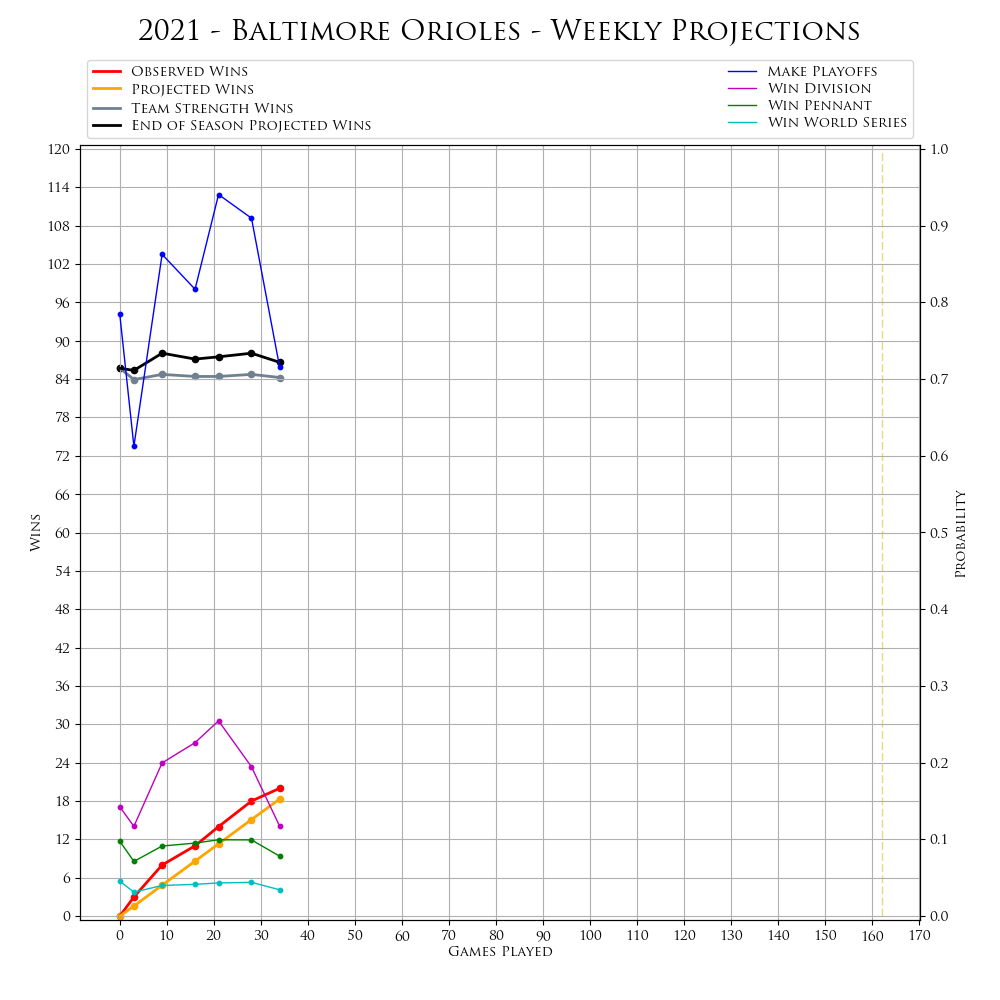 2021 - Baltimore Orioles - Weekly Projections
Observed Wins
Projected Wins
Team Strength Wins
End of Season Projected Wins
Make Playoffs
Win Division
Win Pennant
Win World Series
120
114
108
102
96
90
84
78
72
66
60
54
48
42
36
30
24
18
12
6
0
Wins
1.0
0.9
0.8
0.7
0.6
0.5
0.4
0.3
0.2
0.1
0.0
Probability
0 10 20 30 40 50 60 70 80 90 100 110 120 130 140 150 160 170
Games Played